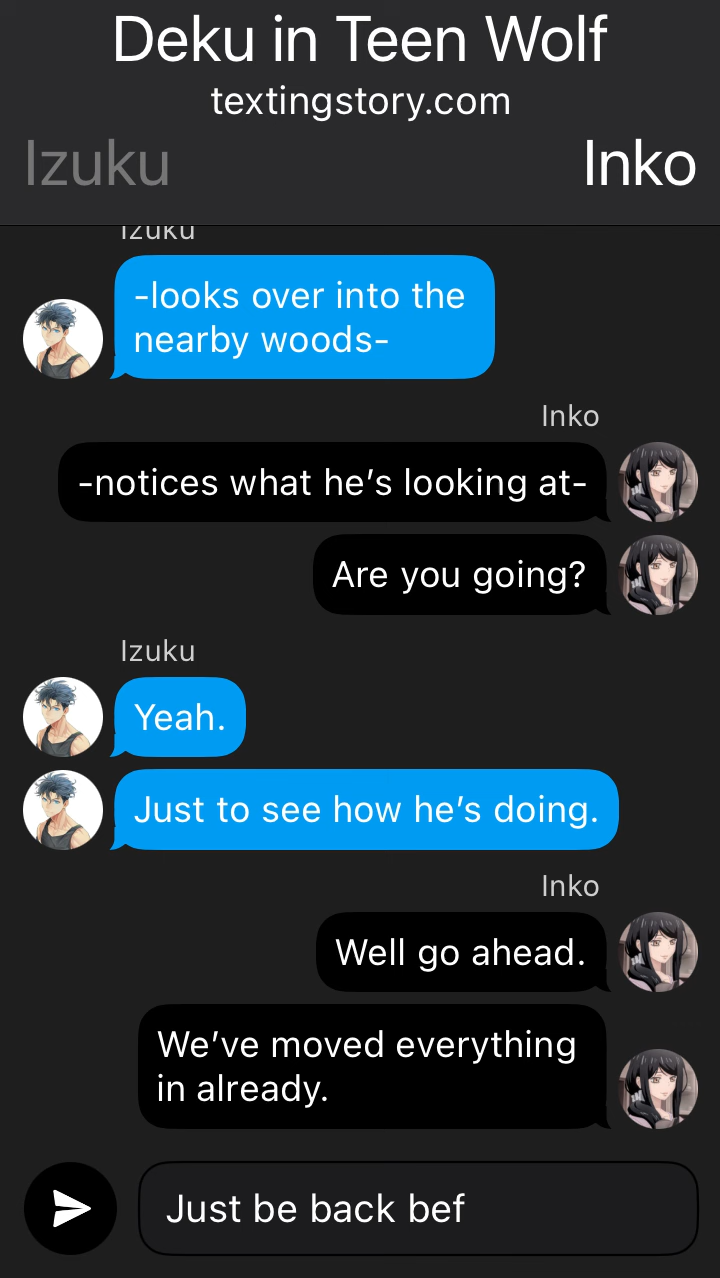 Deku in Teen Wolf
textingstory.com
Izuku
Inko
Izuku
-looks over into the
nearby woods-
Inko
-notices what he’s looking at-
Are you going?
Izuku
Yeah.
Just to see how he’s doing.
Inko
Well go ahead.
We’ve moved everything
in already.
Just be back bef